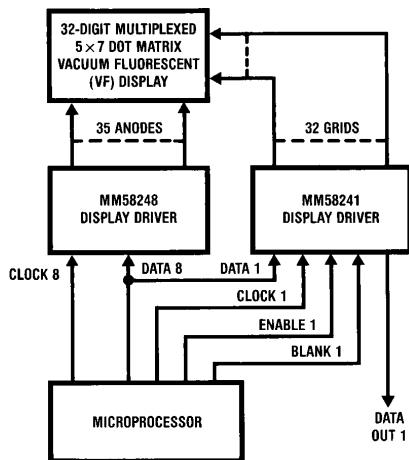 32-DIGIT MULTIPLEXED
5 × 7 DOT MATRIX
VACUUM FLUORESCENT
(VF) DISPLAY
35 ANODES
32 GRIDS
MM58248
DISPLAY DRIVER
MM58241
DISPLAY DRIVER
CLOCK 8
DATA 8
DATA 1
CLOCK 1
ENABLE 1
BLANK 1
MICROPROCESSOR
DATA
OUT 1